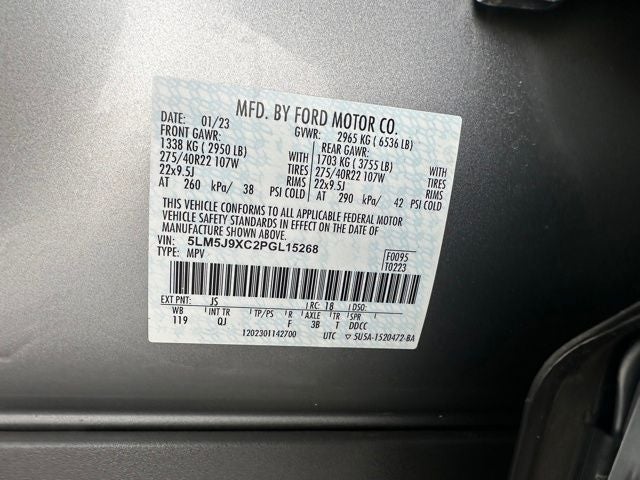 MFD. BY FORD MOTOR CO.
DATE: 01/23 GVWR: 2965 KG ( 6536 LB)
FRONT GAWR: REAR GAWR:
1338 KG ( 2950 LB) WITH 1703 KG ( 3755 LB) WITH
275/40R22 107W TIRES 275/40R22 107W TIRES
22x9.5J RIMS 22x9.5J RIMS
AT 260 kPa/ 38 PSI COLD AT 290 kPa/ 42 PSI COLD
THIS VEHICLE CONFORMS TO ALL APPLICABLE FEDERAL MOTOR
VEHICLE SAFETY STANDARDS IN EFFECT ON THE DATE OF
MANUFACTURE SHOWN ABOVE.
VIN: 5LM5J9XC2PGL15268 F0095
TYPE: MPV T0223
EXT PNT: JS RC: 18 DSO:
WB INT TR TP/PS R AXLE TR SPR
119 QJ F 3B T DDCC
1202301142700 UTC ▽ 5U5A-1520472-BA